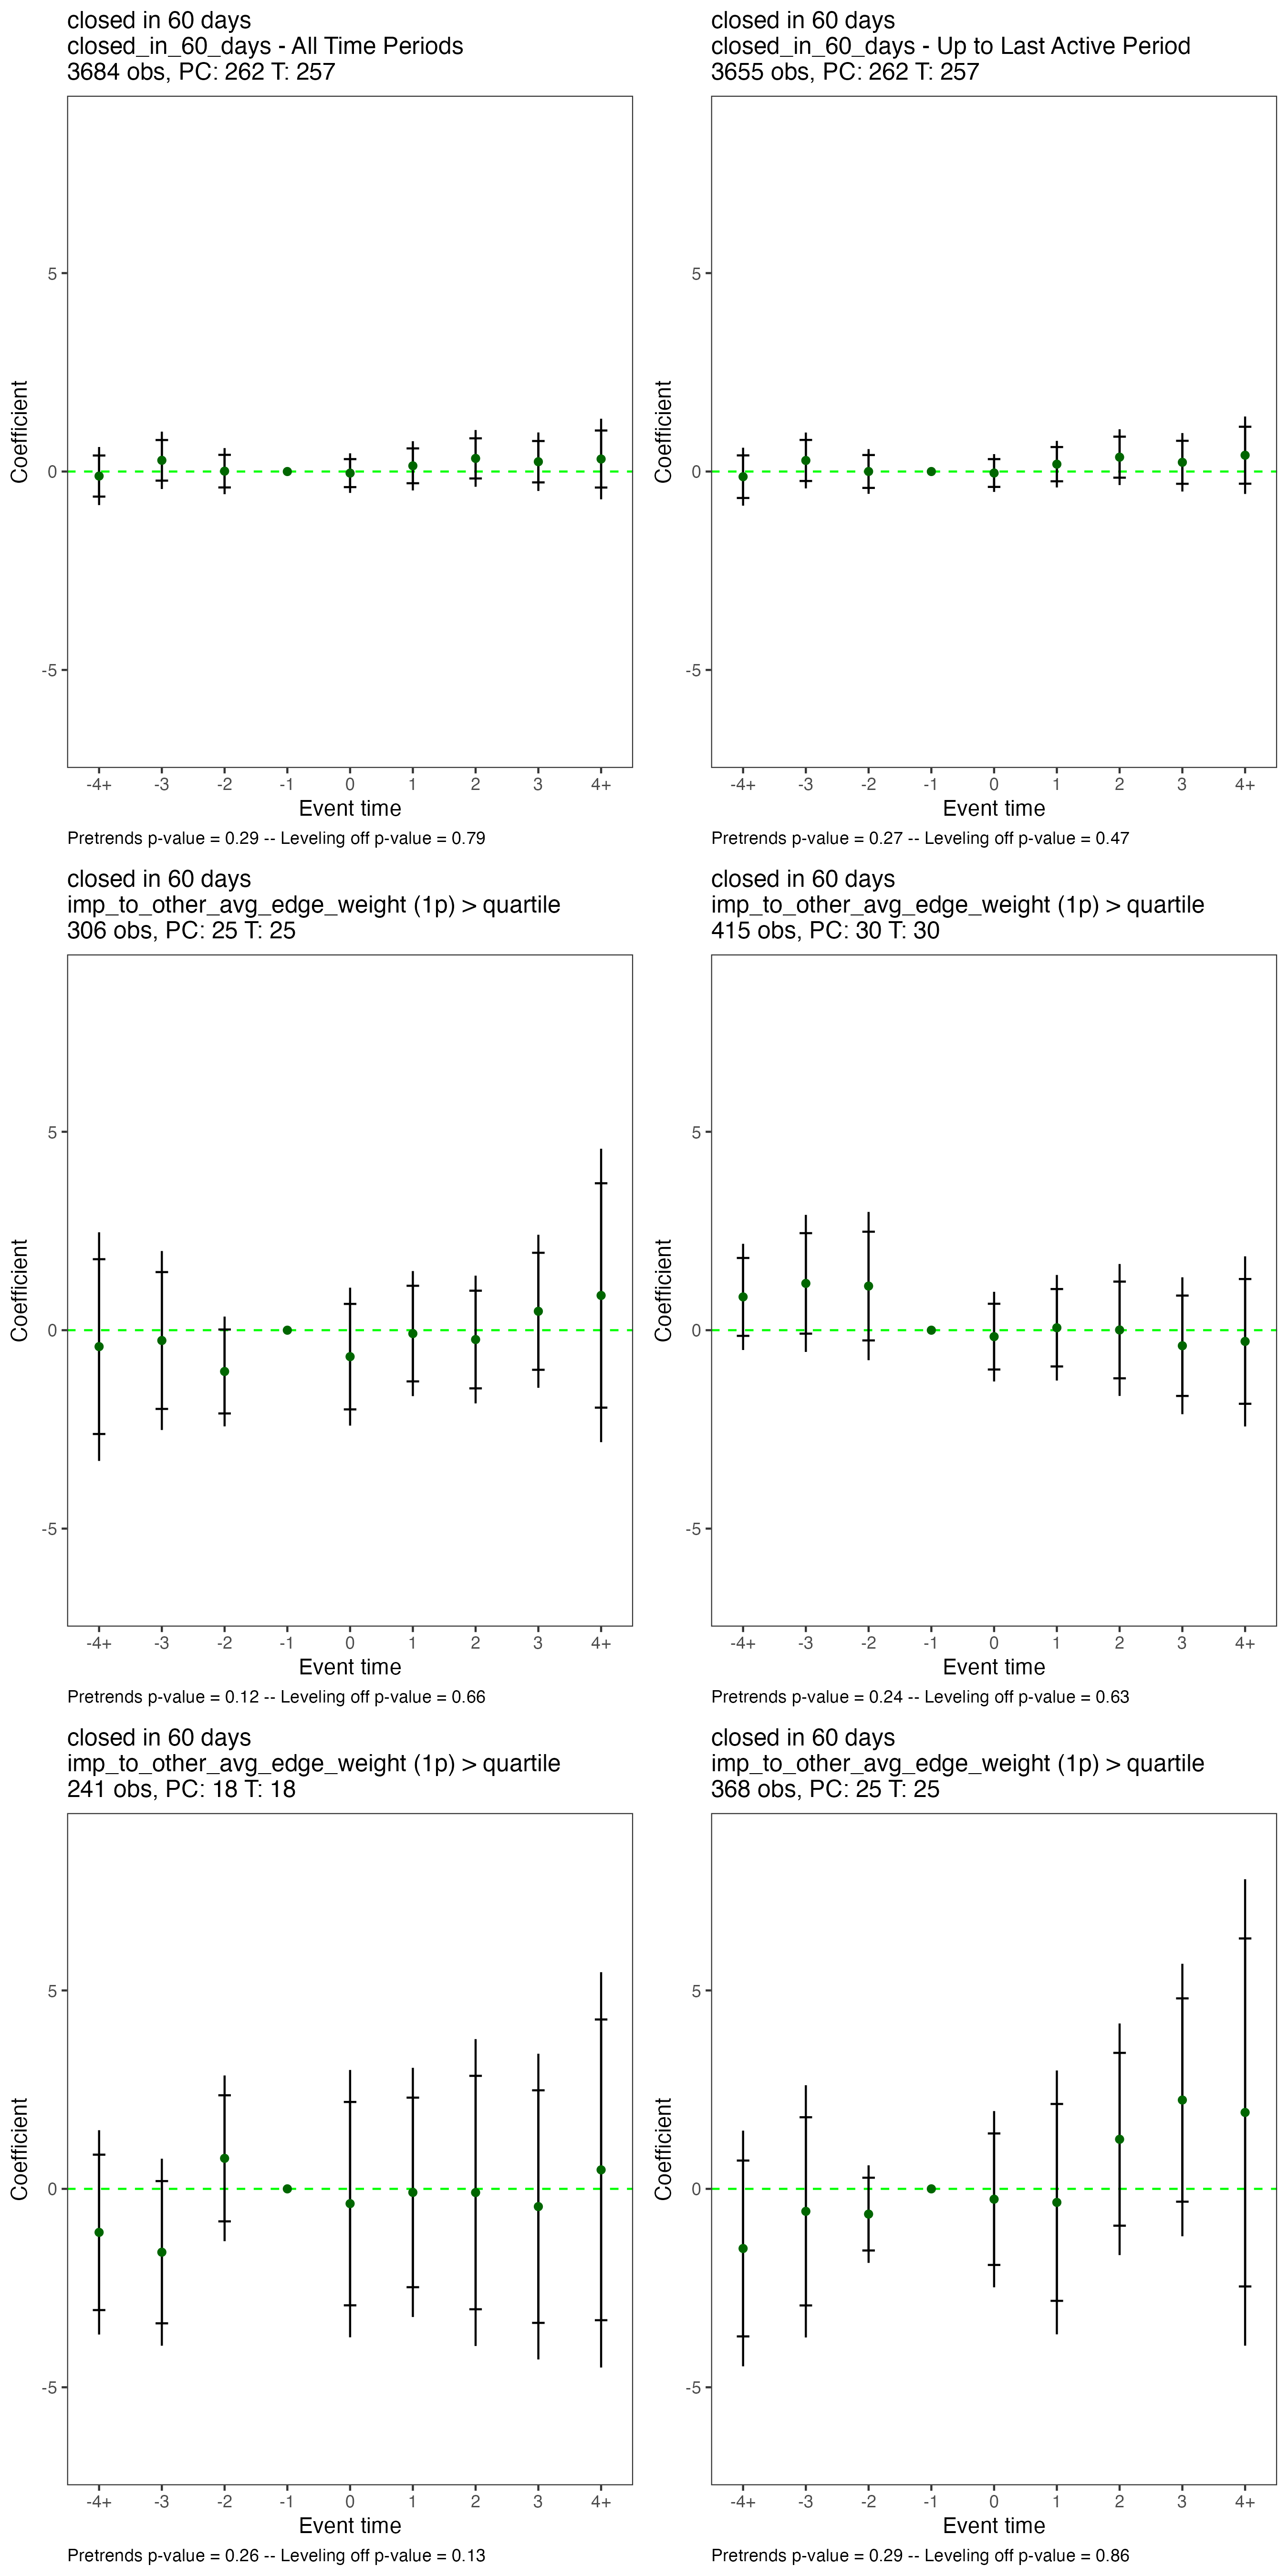 closed in 60 days
closed_in_60_days - All Time Periods
3684 obs, PC: 262 T: 257
5
0
-5
Coefficient
-4+ -3 -2 -1 0 1 2 3 4+
Event time
Pretrends p-value = 0.29 -- Leveling off p-value = 0.79
closed in 60 days
closed_in_60_days - Up to Last Active Period
3655 obs, PC: 262 T: 257
5
0
-5
Coefficient
-4+ -3 -2 -1 0 1 2 3 4+
Event time
Pretrends p-value = 0.27 -- Leveling off p-value = 0.47
closed in 60 days
imp_to_other_avg_edge_weight (1p) > quartile
306 obs, PC: 25 T: 25
5
0
-5
Coefficient
-4+ -3 -2 -1 0 1 2 3 4+
Event time
Pretrends p-value = 0.12 -- Leveling off p-value = 0.66
closed in 60 days
imp_to_other_avg_edge_weight (1p) > quartile
415 obs, PC: 30 T: 30
5
0
-5
Coefficient
-4+ -3 -2 -1 0 1 2 3 4+
Event time
Pretrends p-value = 0.24 -- Leveling off p-value = 0.63
closed in 60 days
imp_to_other_avg_edge_weight (1p) > quartile
241 obs, PC: 18 T: 18
5
0
-5
Coefficient
-4+ -3 -2 -1 0 1 2 3 4+
Event time
Pretrends p-value = 0.26 -- Leveling off p-value = 0.13
closed in 60 days
imp_to_other_avg_edge_weight (1p) > quartile
368 obs, PC: 25 T: 25
5
0
-5
Coefficient
-4+ -3 -2 -1 0 1 2 3 4+
Event time
Pretrends p-value = 0.29 -- Leveling off p-value = 0.86